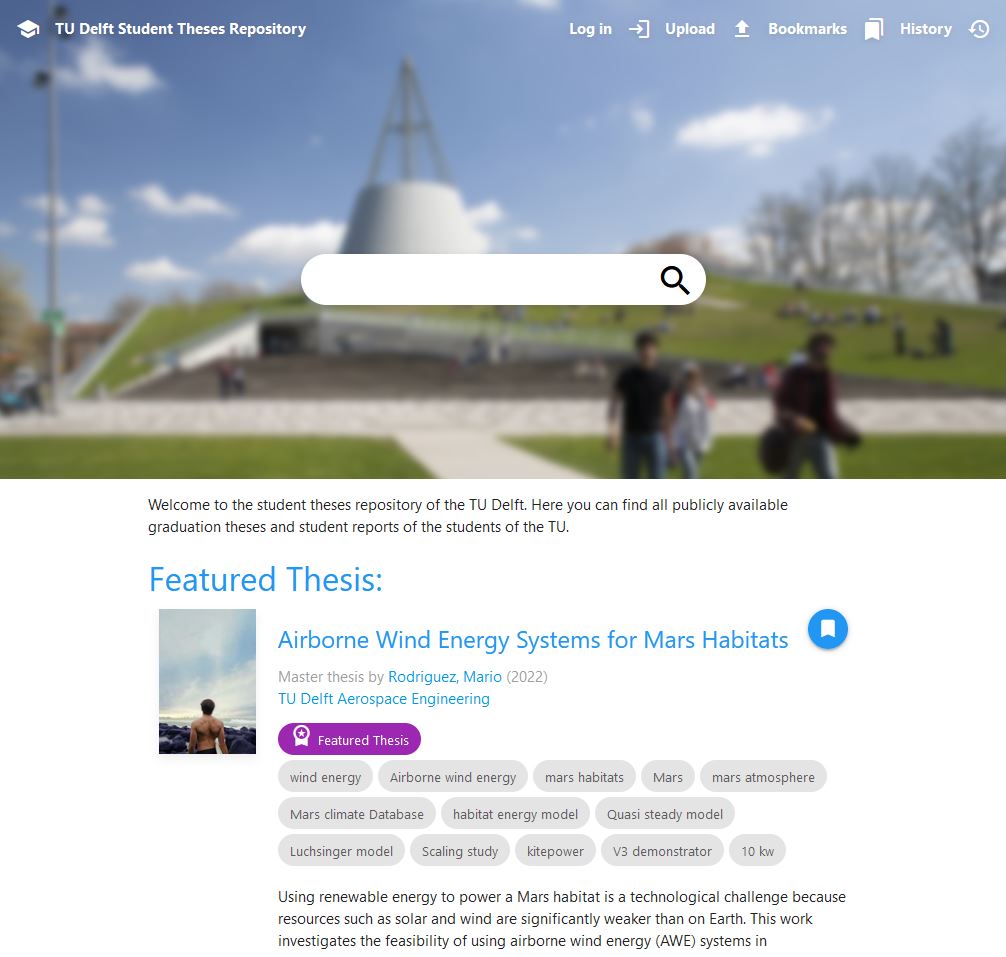 TU Delft Student Theses Repository
Log in Upload Bookmarks History
Welcome to the student theses repository of the TU Delft. Here you can find all publicly available
graduation theses and student reports of the students of the TU.
Featured Thesis:
Airborne Wind Energy Systems for Mars Habitats
Master thesis by Rodriguez, Mario (2022)
TU Delft Aerospace Engineering
Featured Thesis
wind energy Airborne wind energy mars habitats Mars mars atmosphere
Mars climate Database habitat energy model Quasi steady model
Luchsinger model Scaling study kitepower V3 demonstrator 10 kw
Using renewable energy to power a Mars habitat is a technological challenge because
resources such as solar and wind are significantly weaker than on Earth. This work
investigates the feasibility of using airborne wind energy (AWE) systems in